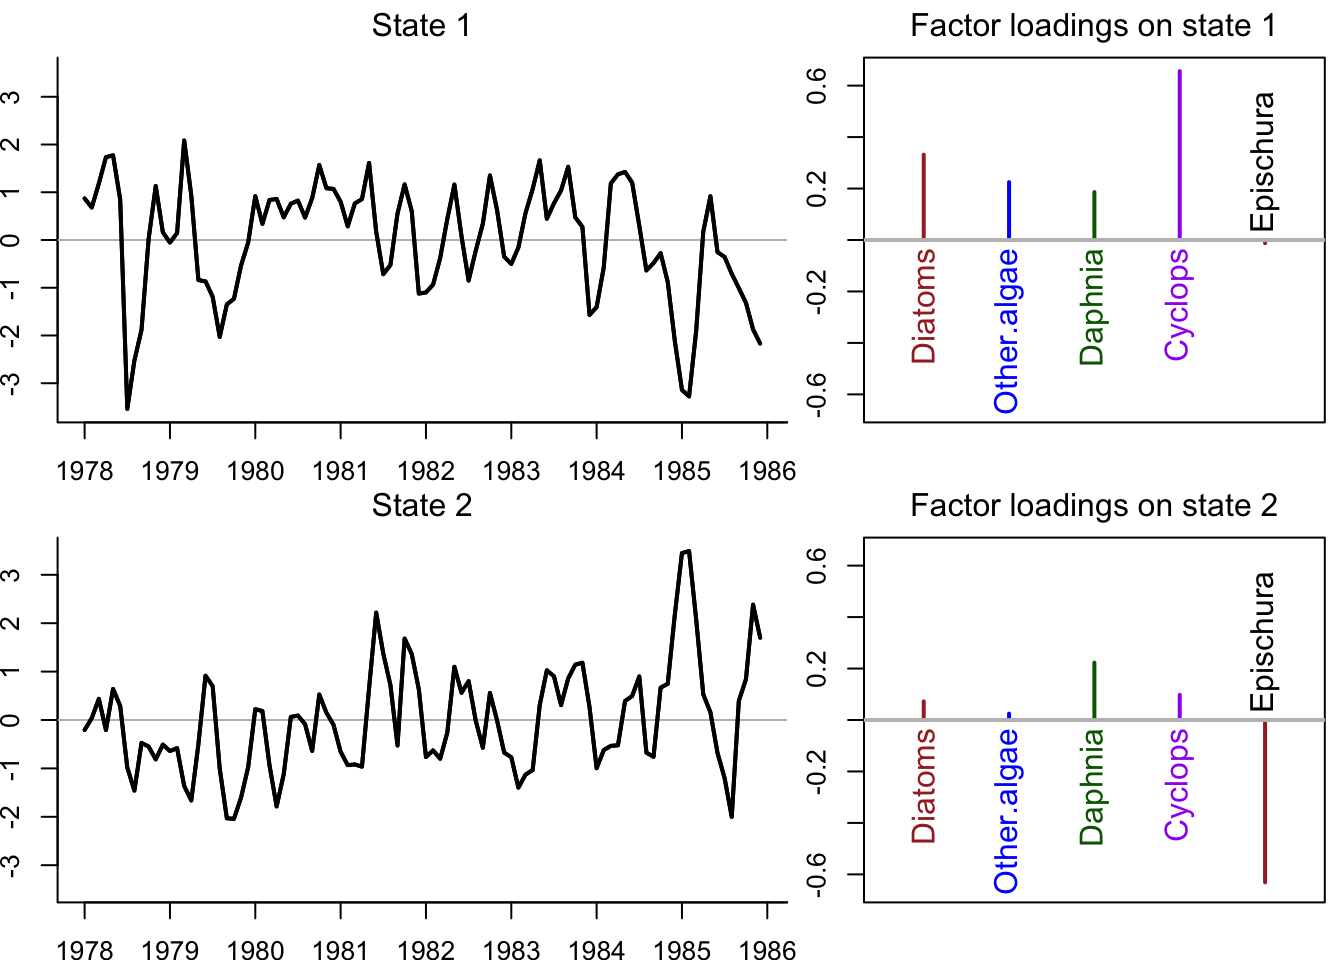 State 1
3
2
1
0
-1
-2
-3
1978 1979 1980 1981 1982 1983 1984 1985 1986
Factor loadings on state 1
0.6
0.2
-0.2
-0.6
Diatoms
Other.algae
Daphnia
Cyclops
Epischura
State 2
3
2
1
0
-1
-2
-3
1978 1979 1980 1981 1982 1983 1984 1985 1986
Factor loadings on state 2
0.6
0.2
-0.2
-0.6
Diatoms
Other.algae
Daphnia
Cyclops
Epischura